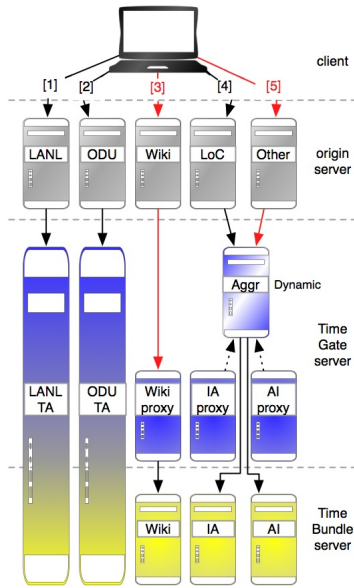 [1] [2] [3] [4] [5]
client
LANL ODU Wiki LoC Other
origin
server
Aggr Dynamic
Time
Gate
server
LANL
TA
ODU
TA
Wiki
proxy
IA
proxy
AI
proxy
Wiki IA AI
Time
Bundle
server